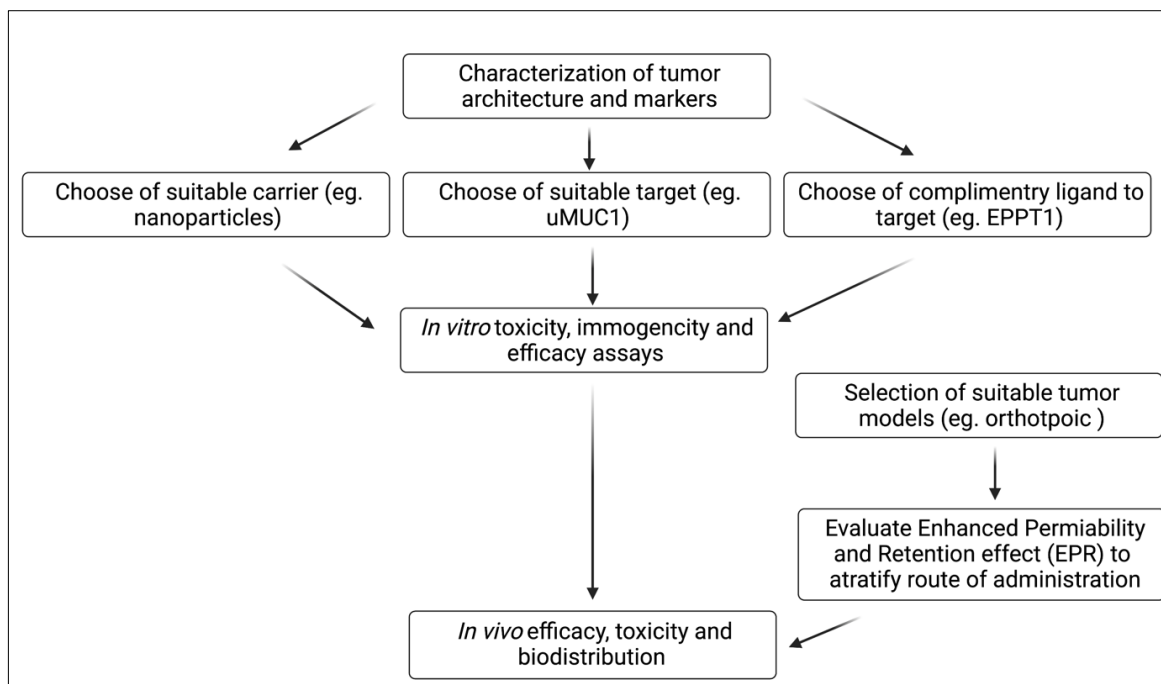 Characterization of tumor
architecture and markers
Choose of suitable carrier (eg.
nanoparticles)
Choose of suitable target (eg.
uMUC1)
Choose of complimentry ligand to
target (eg. EPPT1)
In vitro toxicity, immogencity and
efficacy assays
Selection of suitable tumor
models (eg. orthotpoic )
Evaluate Enhanced Permiability
and Retention effect (EPR) to
atratify route of administration
In vivo efficacy, toxicity and
biodistribution